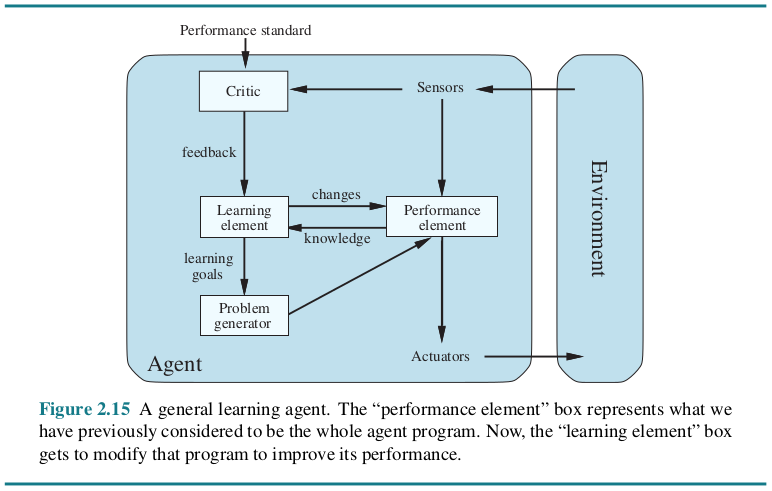 Performance standard
Critic
Sensors
feedback
changes
Learning
element
Performance
element
knowledge
learning
goals
Problem
generator
Agent
Actuators
Environment
Figure 2.15 A general learning agent. The “performance element” box represents what we
have previously considered to be the whole agent program. Now, the “learning element” box
gets to modify that program to improve its performance.